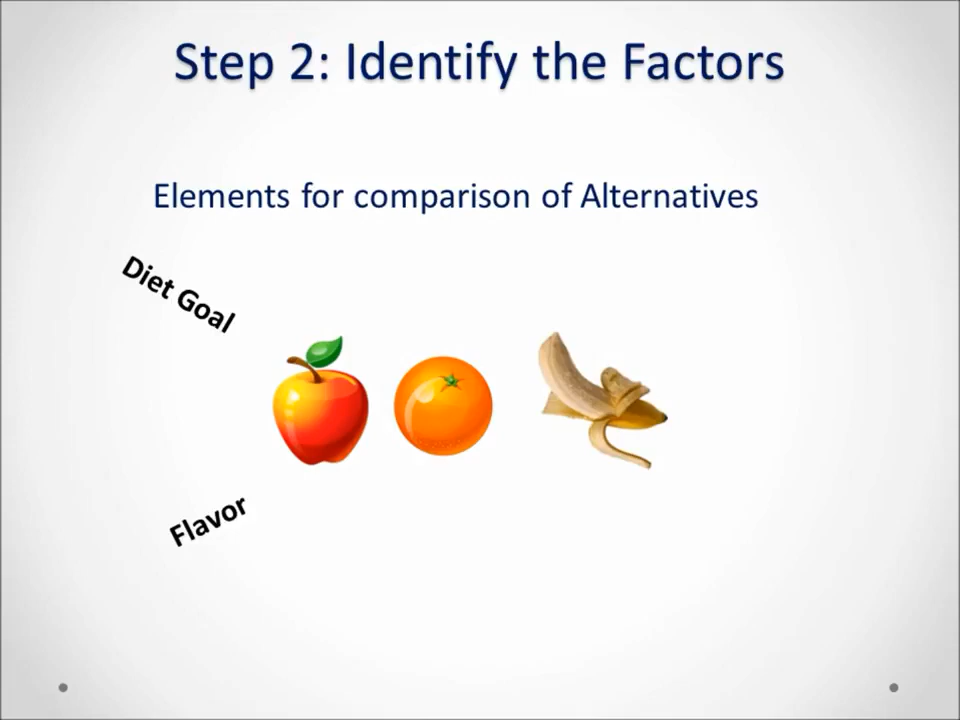 Step 2: Identify the Factors
Elements for comparison of Alternatives
Diet Goal
Flavor